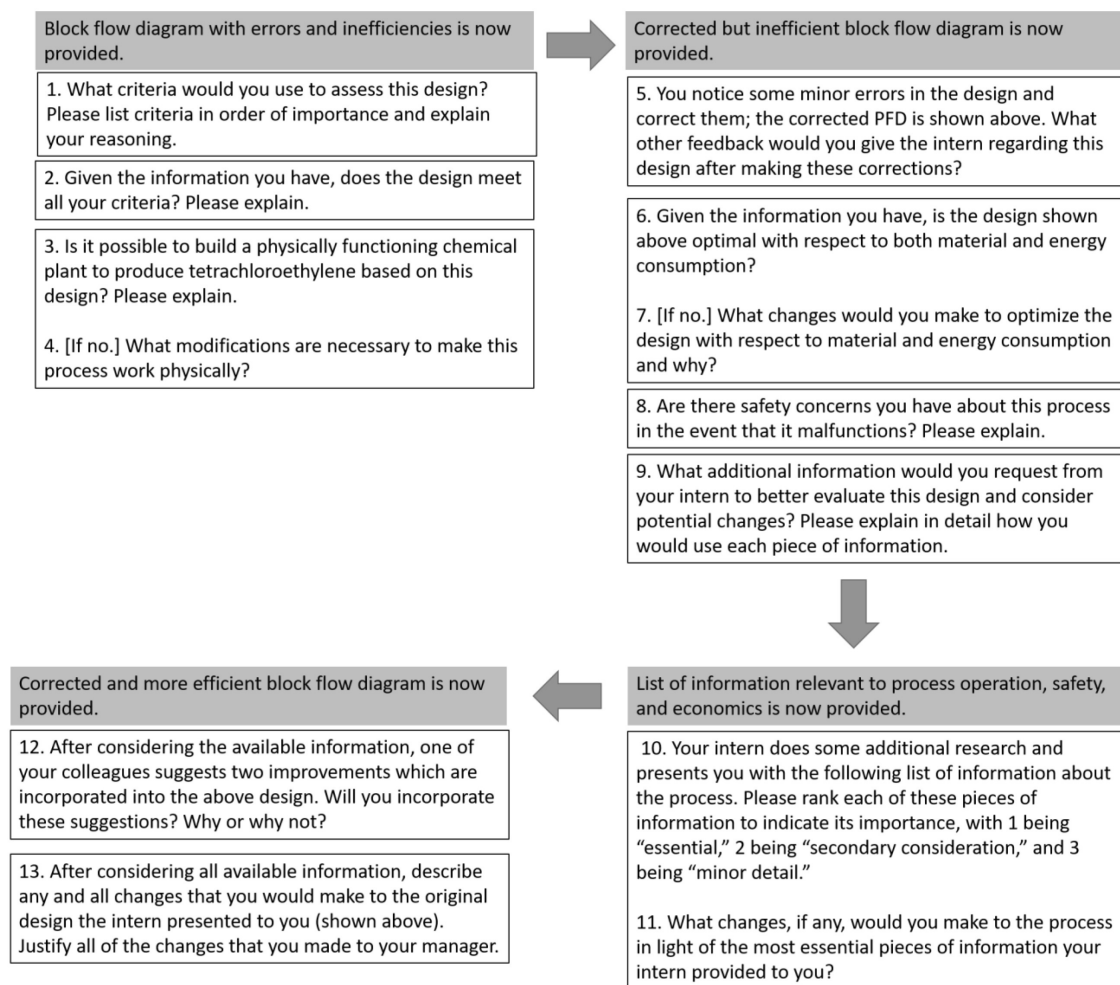 Block flow diagram with errors and inefficiencies is now
provided.
1. What criteria would you use to assess this design?
Please list criteria in order of importance and explain
your reasoning.
2. Given the information you have, does the design meet
all your criteria? Please explain.
3. Is it possible to build a physically functioning chemical
plant to produce tetrachloroethylene based on this
design? Please explain.
4. [If no.] What modifications are necessary to make this
process work physically?
Corrected but inefficient block flow diagram is now
provided.
5. You notice some minor errors in the design and
correct them; the corrected PFD is shown above. What
other feedback would you give the intern regarding this
design after making these corrections?
6. Given the information you have, is the design shown
above optimal with respect to both material and energy
consumption?
7. [If no.] What changes would you make to optimize the
design with respect to material and energy consumption
and why?
8. Are there safety concerns you have about this process
in the event that it malfunctions? Please explain.
9. What additional information would you request from
your intern to better evaluate this design and consider
potential changes? Please explain in detail how you
would use each piece of information.
List of information relevant to process operation, safety,
and economics is now provided.
10. Your intern does some additional research and
presents you with the following list of information about
the process. Please rank each of these pieces of
information to indicate its importance, with 1 being
“essential,” 2 being “secondary consideration,” and 3
being “minor detail.”
11. What changes, if any, would you make to the process
in light of the most essential pieces of information your
intern provided to you?
Corrected and more efficient block flow diagram is now
provided.
12. After considering the available information, one of
your colleagues suggests two improvements which are
incorporated into the above design. Will you incorporate
these suggestions? Why or why not?
13. After considering all available information, describe
any and all changes that you would make to the original
design the intern presented to you (shown above).
Justify all of the changes that you made to your manager.